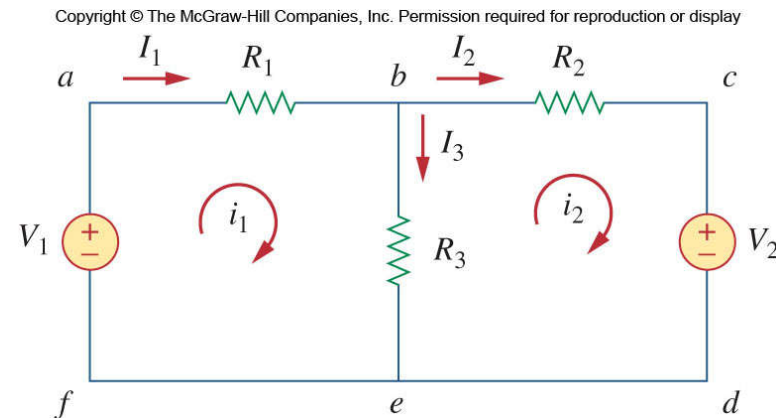 Copyright © The McGraw-Hill Companies, Inc. Permission required for reproduction or display
I₁ R₁ I₂ R₂
a b c
I₃
i₁ i₂
V₁ + − R₃ + − V₂
f e d